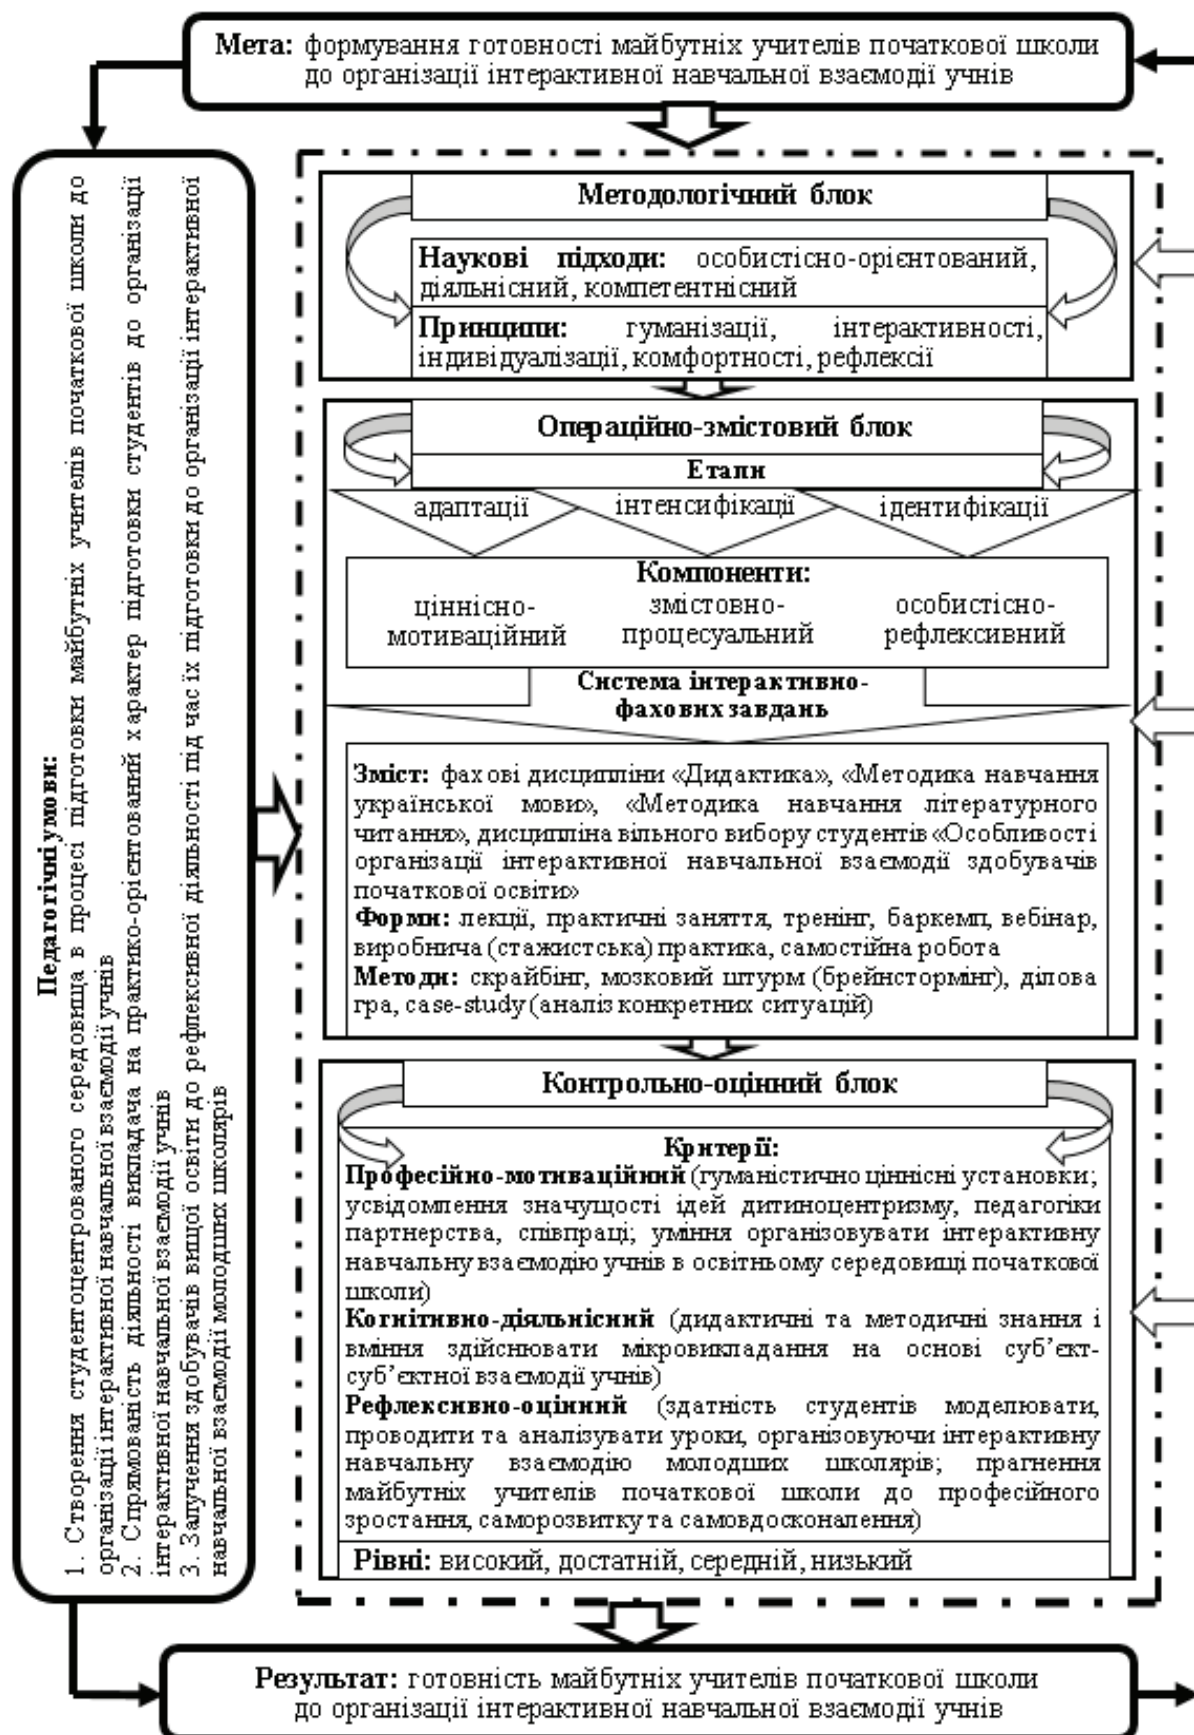 Мета: формування готовності майбутніх учителів початкової школи
до організації інтерактивної навчальної взаємодії учнів
Педагогічні умови:
1. Створення студентоцентрованого середовища в процесі підготовки майбутніх учителів початкової школи до
організації інтерактивної навчальної взаємодії учнів
2. Спрямованість діяльності викладача на практико-орієнтований характер підготовки студентів до організації
інтерактивної навчальної взаємодії учнів
3. Залучення здобувачів вищої освіти до рефлексивної діяльності під час їх підготовки до організації інтерактивної
навчальної взаємодії молодших школярів
Методологічний блок
Наукові підходи: особистісно-орієнтований,
діяльнісний, компетентнісний
Принципи: гуманізації, інтерактивності,
індивідуалізації, комфортності, рефлексії
Операційно-змістовий блок
Етапи
адаптації інтенсифікації ідентифікації
Компоненти:
ціннісно- змістовно- особистісно-
мотиваційний процесуальний рефлексивний
Система інтерактивно-
фахових завдань
Зміст: фахові дисципліни «Дидактика», «Методика навчання
української мови», «Методика навчання літературного
читання», дисципліна вільного вибору студентів «Особливості
організації інтерактивної навчальної взаємодії здобувачів
початкової освіти»
Форми: лекції, практичні заняття, тренінг, баркемп, вебінар,
виробнича (стажистська) практика, самостійна робота
Методи: скрайбінг, мозковий штурм (брейнстормінг), ділова
гра, case-study (аналіз конкретних ситуацій)
Контрольно-оцінний блок
Критерії:
Професійно-мотиваційний (гуманістично ціннісні установки;
усвідомлення значущості ідей дитиноцентризму, педагогіки
партнерства, співпраці; уміння організовувати інтерактивну
навчальну взаємодію учнів в освітньому середовищі початкової
школи)
Когнітивно-діяльнісний (дидактичні та методичні знання і
вміння здійснювати мікровикладання на основі суб’єкт-
суб’єктної взаємодії учнів)
Рефлексивно-оцінний (здатність студентів моделювати,
проводити та аналізувати уроки, організовуючи інтерактивну
навчальну взаємодію молодших школярів; прагнення
майбутніх учителів початкової школи до професійного
зростання, саморозвитку та самовдосконалення)
Рівні: високий, достатній, середній, низький
Результат: готовність майбутніх учителів початкової школи
до організації інтерактивної навчальної взаємодії учнів